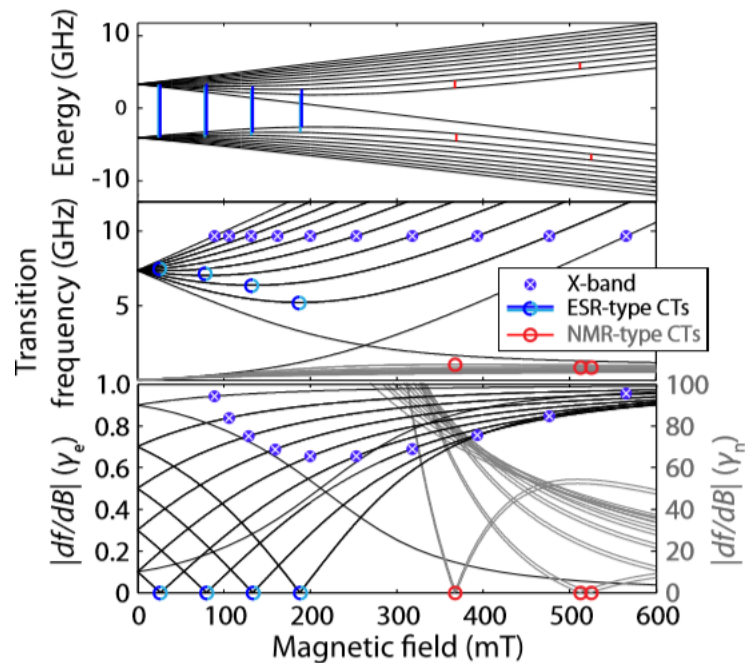 Energy (GHz)
10
0
-10
Transition
frequency (GHz)
10
5
X-band
ESR-type CTs
NMR-type CTs
|df/dB| (γe)
1.0
0.8
0.6
0.4
0.2
0
100
80
60
40
20
0
|df/dB| (γn)
0 100 200 300 400 500 600
Magnetic field (mT)